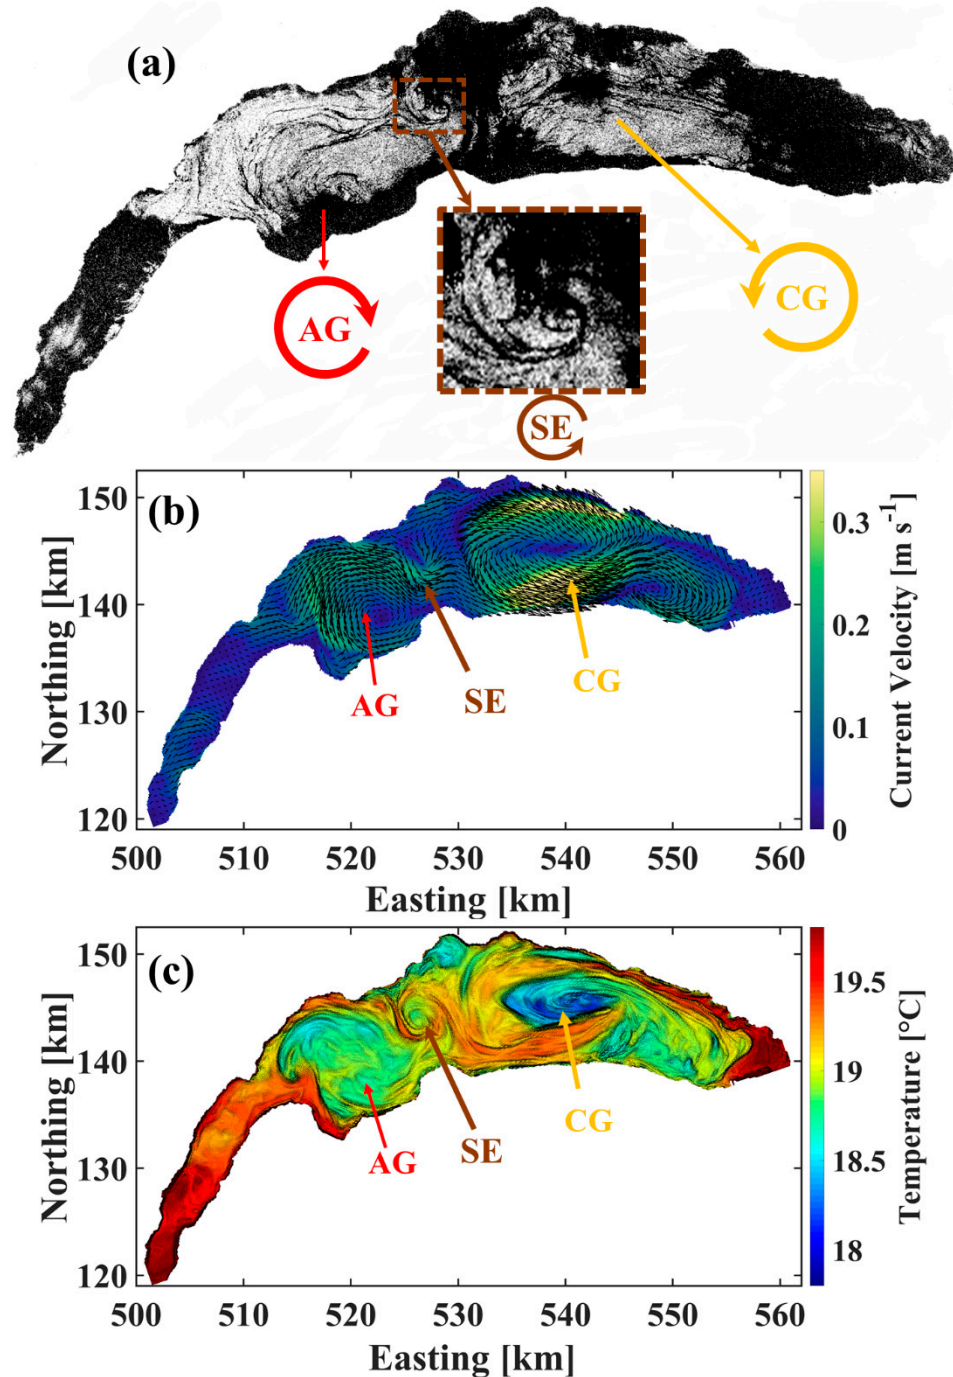 (a)
AG
CG
SE
(b)
150
140
130
120
Northing [km]
500 510 520 530 540 550 560
Easting [km]
AG
SE
CG
0.3
0.2
0.1
0
Current Velocity [m s-1]
(c)
150
140
130
120
Northing [km]
500 510 520 530 540 550 560
Easting [km]
AG
SE
CG
19.5
19
18.5
18
Temperature [°C]